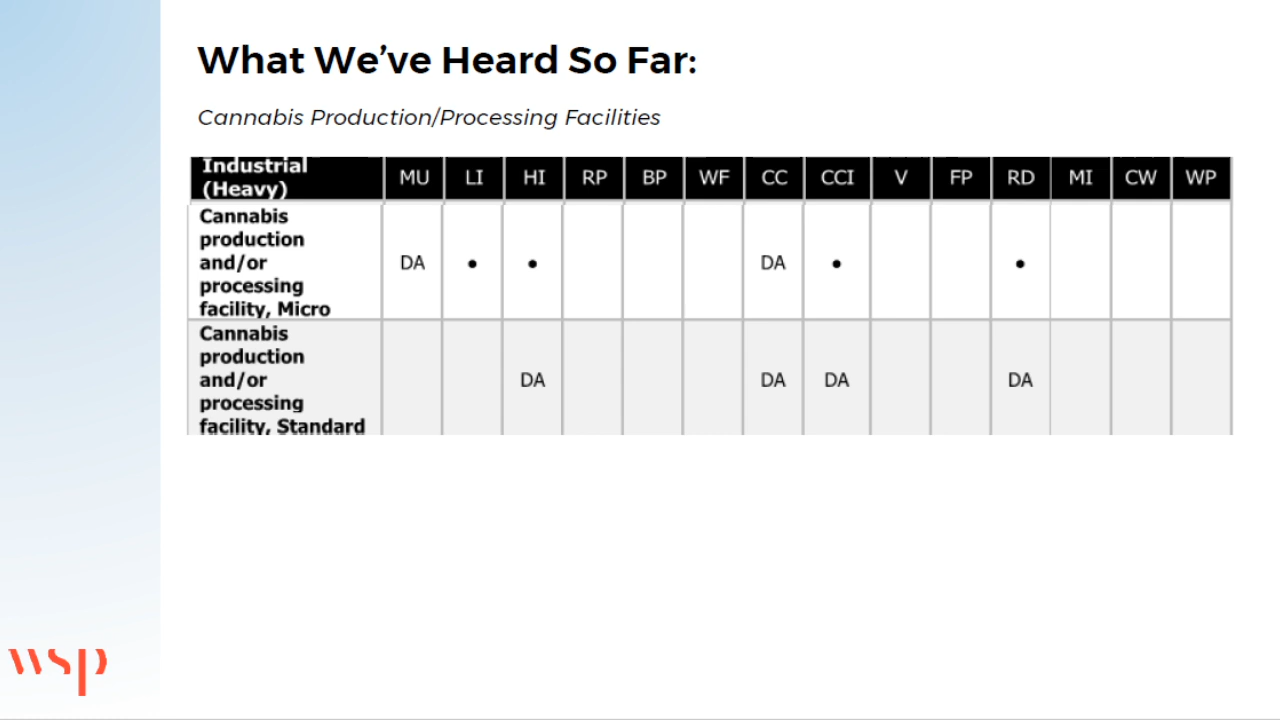 What We've Heard So Far:
Cannabis Production/Processing Facilities
Industrial
(Heavy) MU LI HI RP BP WF CC CCI V FP RD MI CW WP
Cannabis
production
and/or
processing
facility, Micro
DA • • DA • •
Cannabis
production
and/or
processing
facility, Standard
DA DA DA DA
wsp